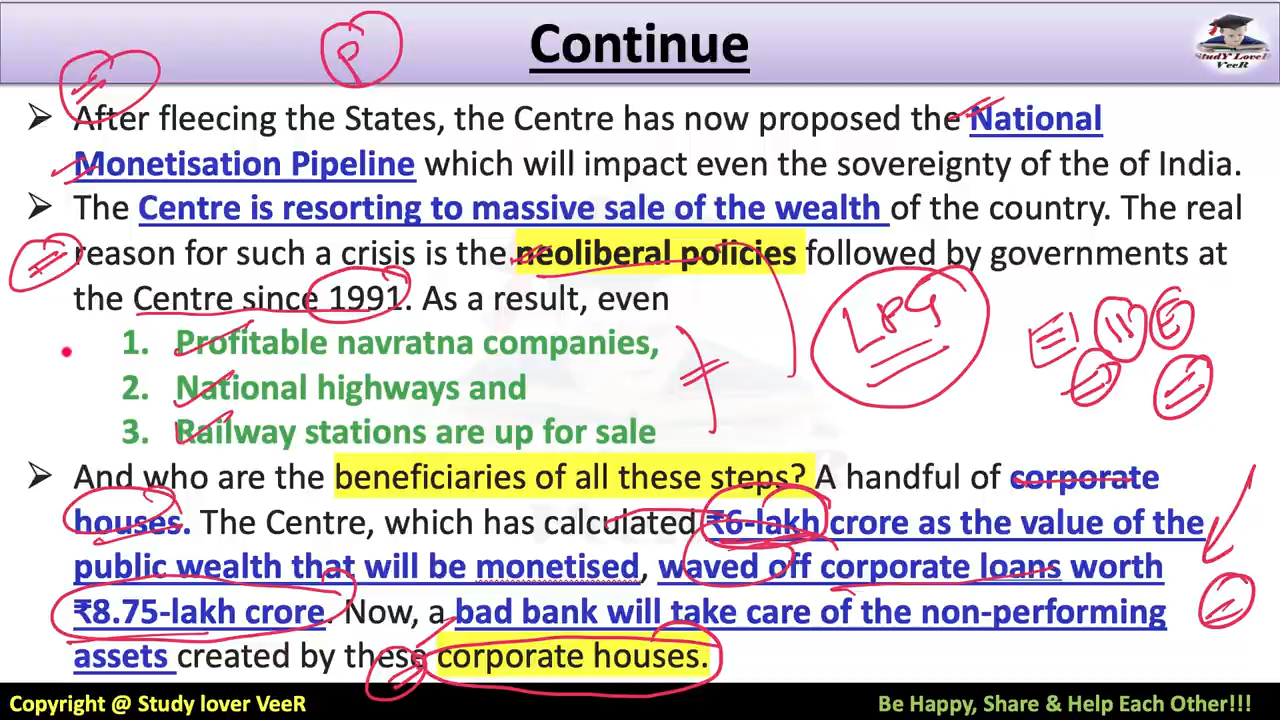 Continue
StudY LoveR
VeeR
P
➢ After fleecing the States, the Centre has now proposed the National
Monetisation Pipeline which will impact even the sovereignty of the of India.
➢ The Centre is resorting to massive sale of the wealth of the country. The real
reason for such a crisis is the neoliberal policies followed by governments at
the Centre since 1991. As a result, even
LPG
1. Profitable navratna companies,
2. National highways and
3. Railway stations are up for sale
➢ And who are the beneficiaries of all these steps? A handful of corporate
houses. The Centre, which has calculated ₹6-lakh crore as the value of the
public wealth that will be monetised, waved off corporate loans worth
₹8.75-lakh crore. Now, a bad bank will take care of the non-performing
assets created by these corporate houses.
Copyright @ Study lover VeeR
Be Happy, Share & Help Each Other!!!